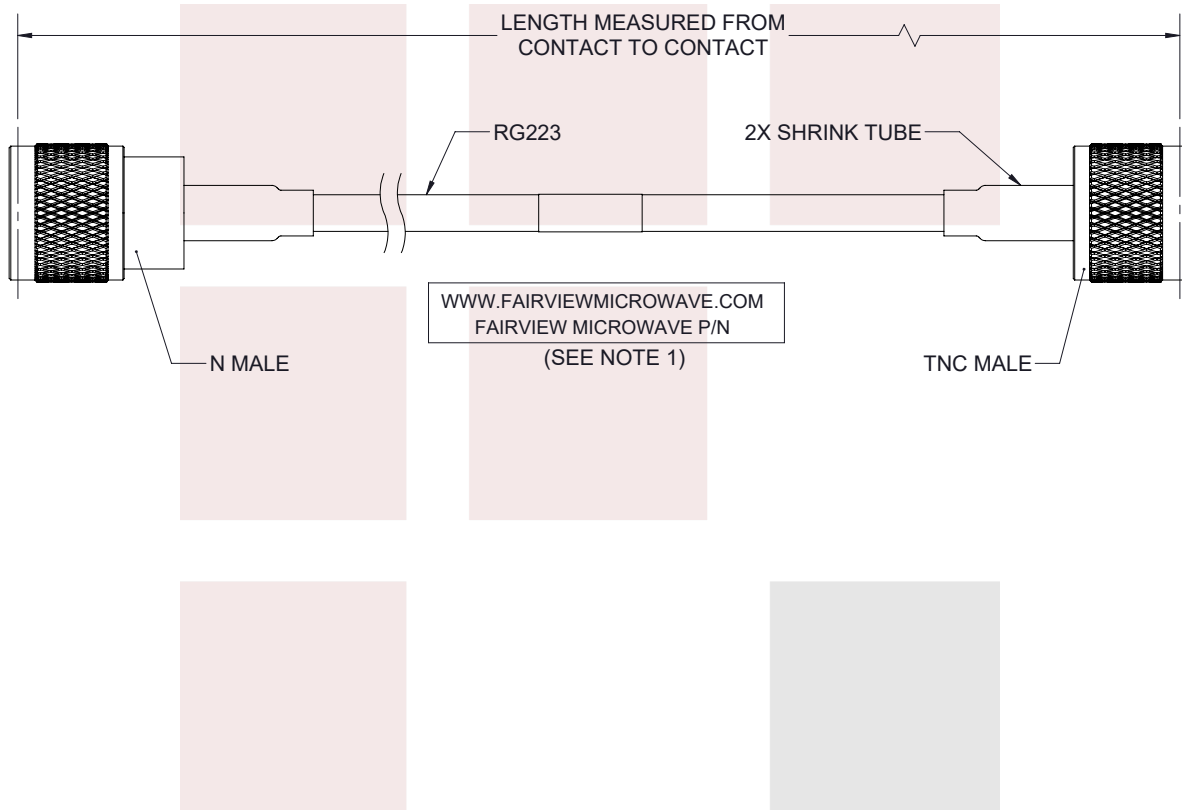 LENGTH MEASURED FROM
CONTACT TO CONTACT
RG223
2X SHRINK TUBE
WWW.FAIRVIEWMICROWAVE.COM
FAIRVIEW MICROWAVE P/N
(SEE NOTE 1)
N MALE
TNC MALE